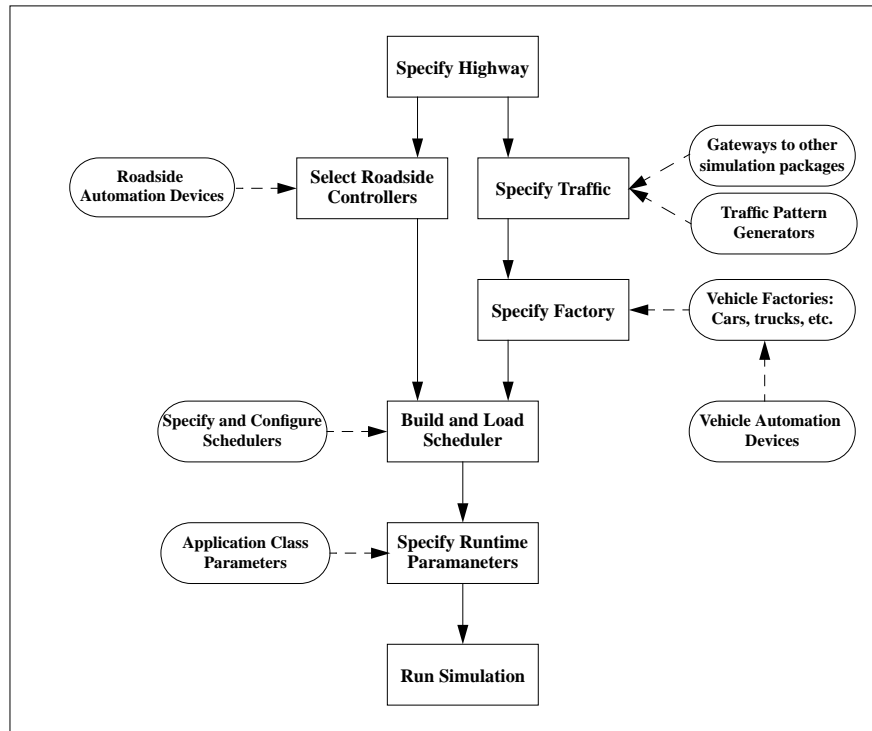 Specify Highway
Roadside
Automation Devices
Select Roadside
Controllers
Specify Traffic
Gateways to other
simulation packages
Traffic Pattern
Generators
Specify Factory
Vehicle Factories:
Cars, trucks, etc.
Specify and Configure
Schedulers
Build and Load
Scheduler
Vehicle Automation
Devices
Application Class
Parameters
Specify Runtime
Paramaneters
Run Simulation